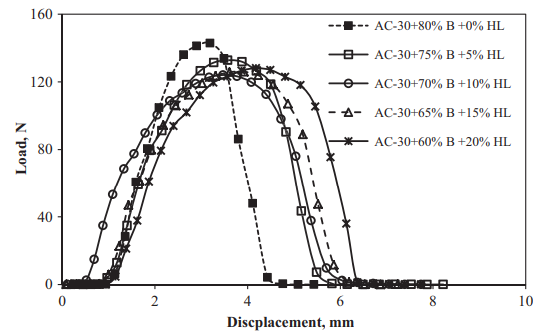 160
120
80
40
0
0
2
4
6
8
10
Load, N
Discplacement, mm
AC-30+80% B +0% HL
AC-30+75% B +5% HL
AC-30+70% B +10% HL
AC-30+65% B +15% HL
AC-30+60% B +20% HL